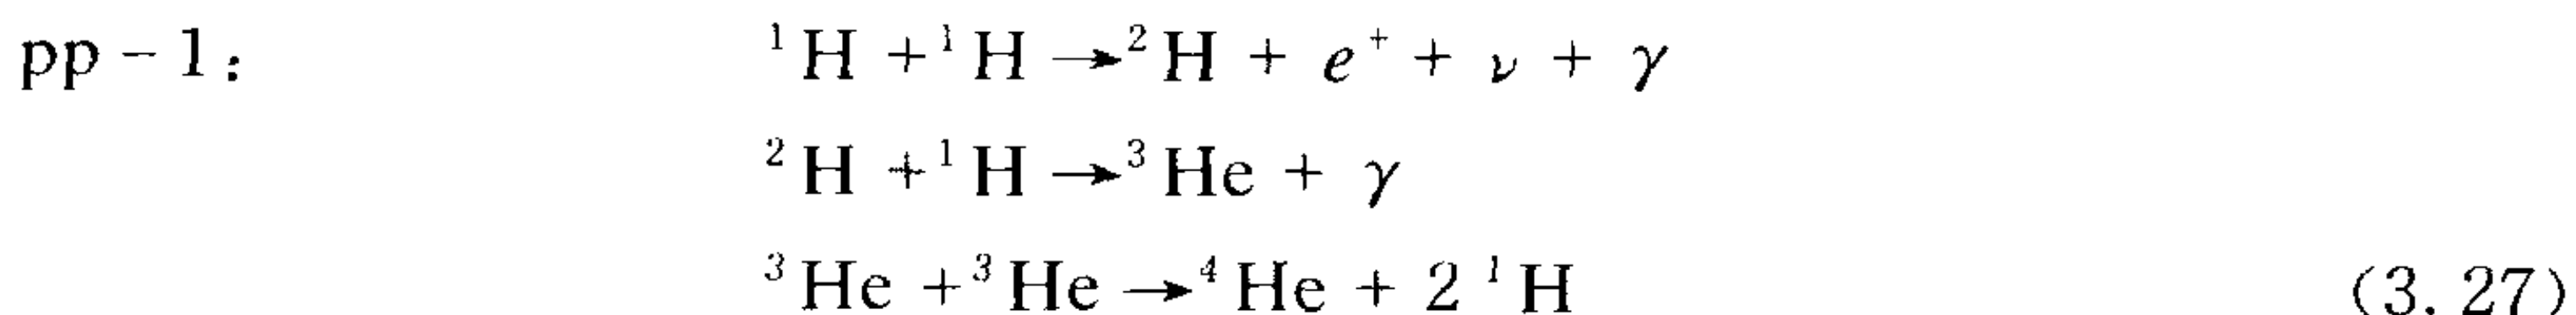 pp - 1: ¹H + ¹H → ²H + e⁺ + ν + γ
²H + ¹H → ³He + γ
³He + ³He → ⁴He + 2 ¹H (3.27)